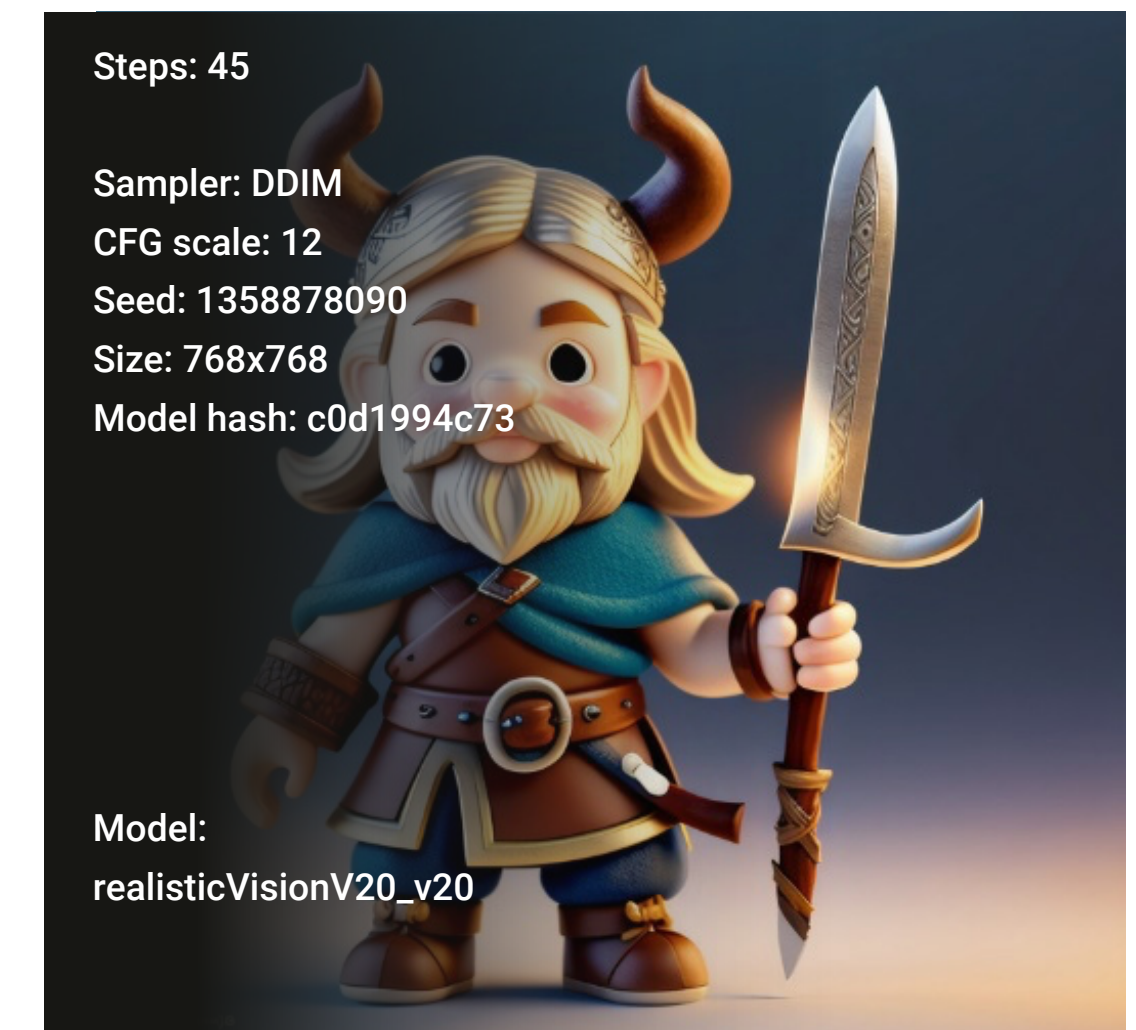 Steps: 45
Sampler: DDIM
CFG scale: 12
Seed: 1358878090
Size: 768x768
Model hash: c0d1994c73
Model:
realisticVisionV20_v20